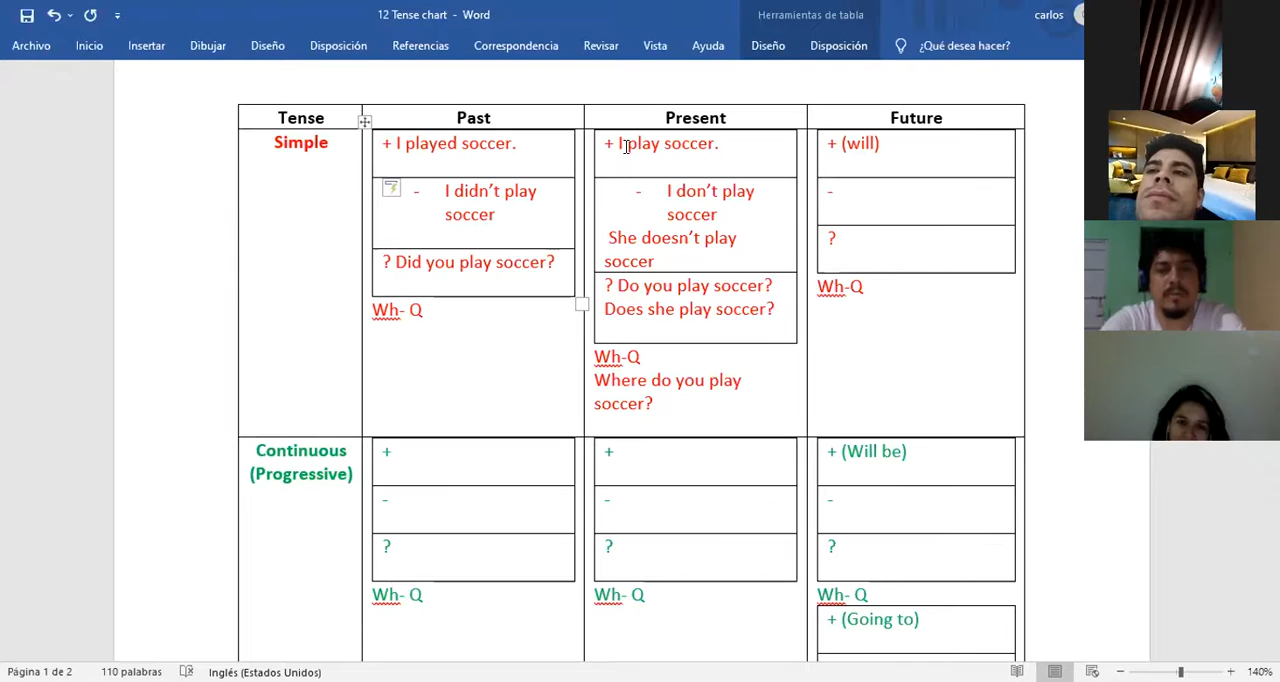 12 Tense chart - Word
Herramientas de tabla
carlos
Archivo Inicio Insertar Dibujar Diseño Disposición Referencias Correspondencia Revisar Vista Ayuda Diseño Disposición ¿Qué desea hacer?
Tense Past Present Future
Simple
+ I played soccer.
- I didn't play
soccer
? Did you play soccer?
Wh- Q
+ I play soccer.
- I don't play
soccer
She doesn't play
soccer
? Do you play soccer?
Does she play soccer?
Wh-Q
Where do you play
soccer?
+ (will)
-
?
Wh-Q
Continuous
(Progressive)
+
-
?
Wh- Q
+
-
?
Wh- Q
+ (Will be)
-
?
Wh- Q
+ (Going to)
Página 1 de 2 110 palabras Inglés (Estados Unidos) 140%